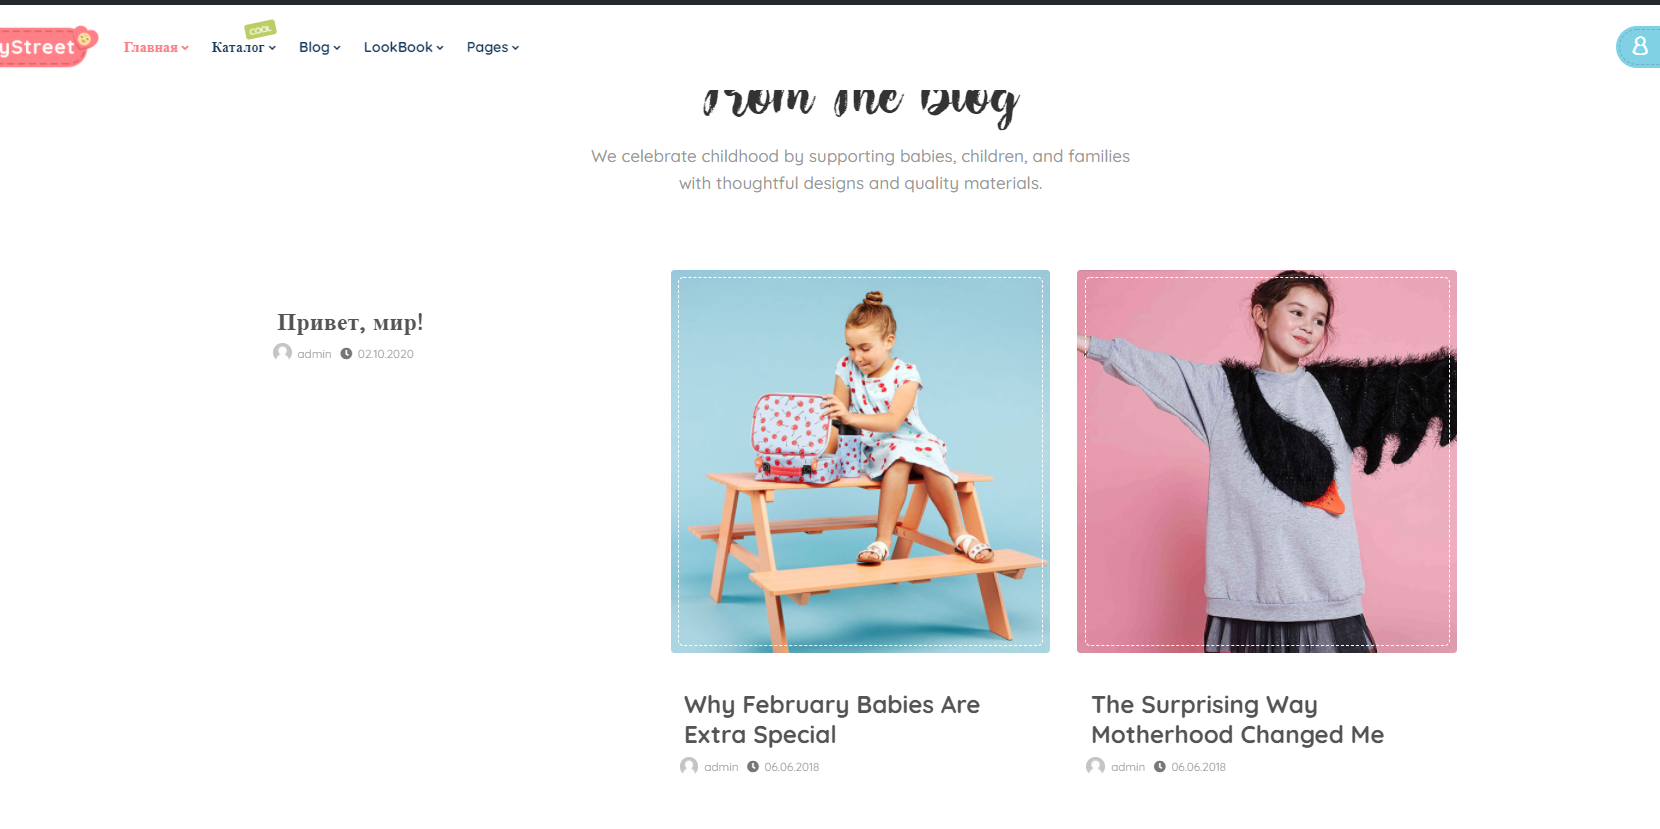 yStreet
Главная
Каталог
COOL
Blog
LookBook
Pages
From The Blog
We celebrate childhood by supporting babies, children, and families
with thoughtful designs and quality materials.
Привет, мир!
admin 02.10.2020
Why February Babies Are
Extra Special
admin 06.06.2018
The Surprising Way
Motherhood Changed Me
admin 06.06.2018